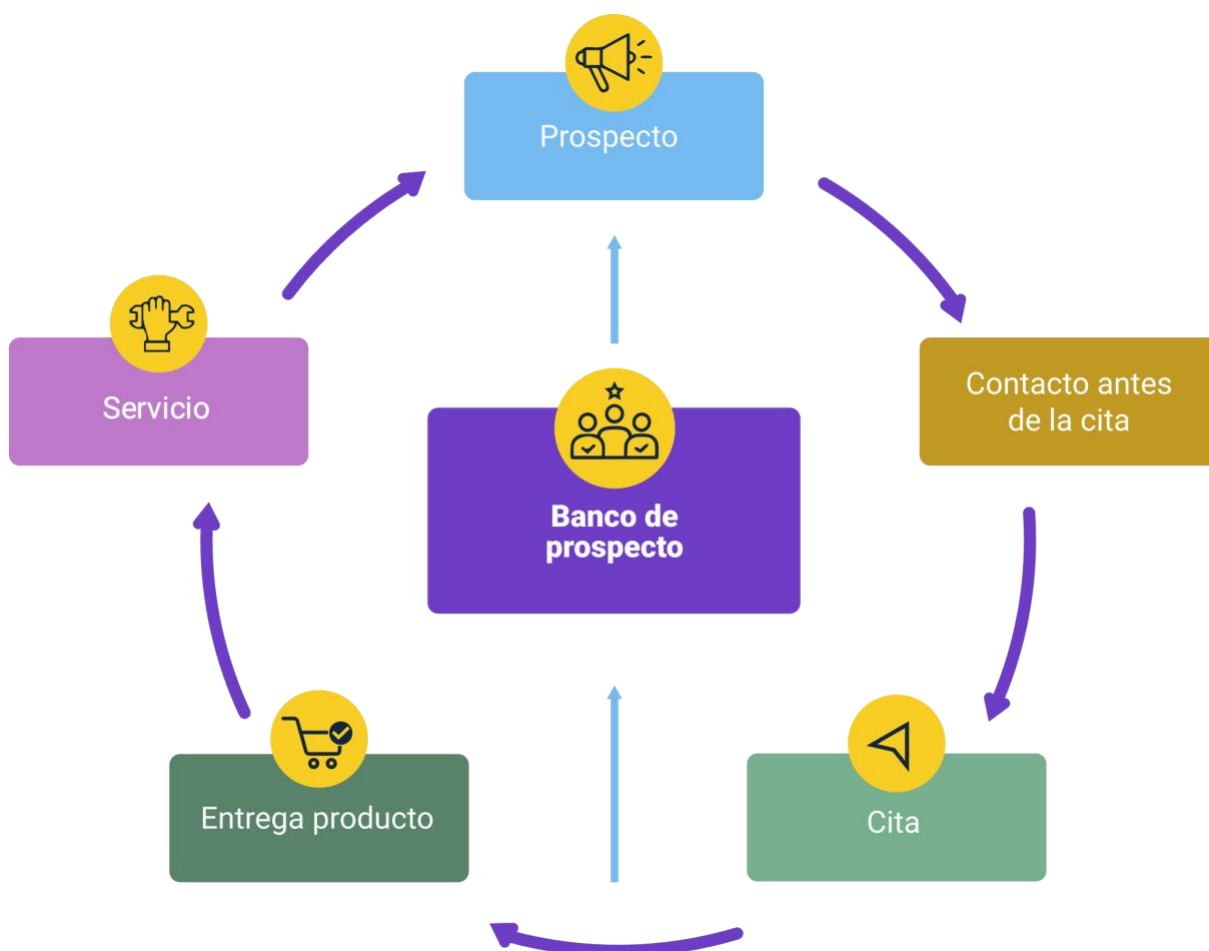 Prospecto
Contacto antes
de la cita
Servicio
Banco de
prospecto
Entrega producto
Cita